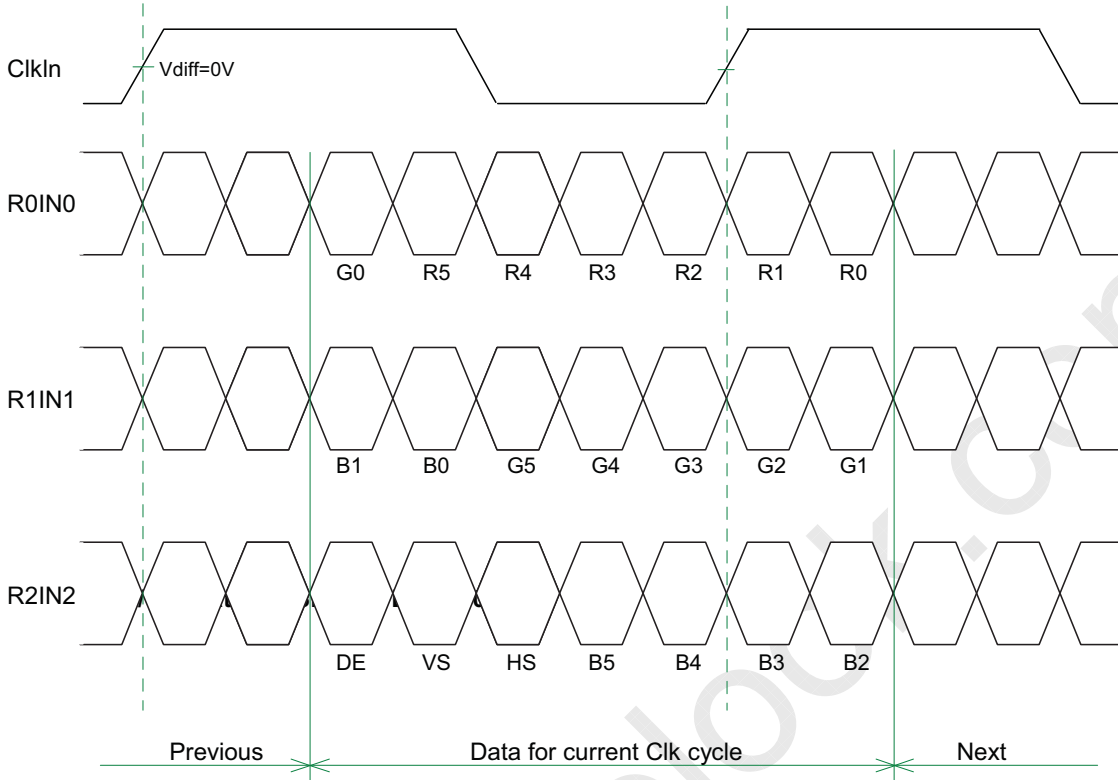 ClkIn
Vdiff=0V
R0IN0
G0 R5 R4 R3 R2 R1 R0
R1IN1
B1 B0 G5 G4 G3 G2 G1
R2IN2
DE VS HS B5 B4 B3 B2
Previous Data for current Clk cycle Next